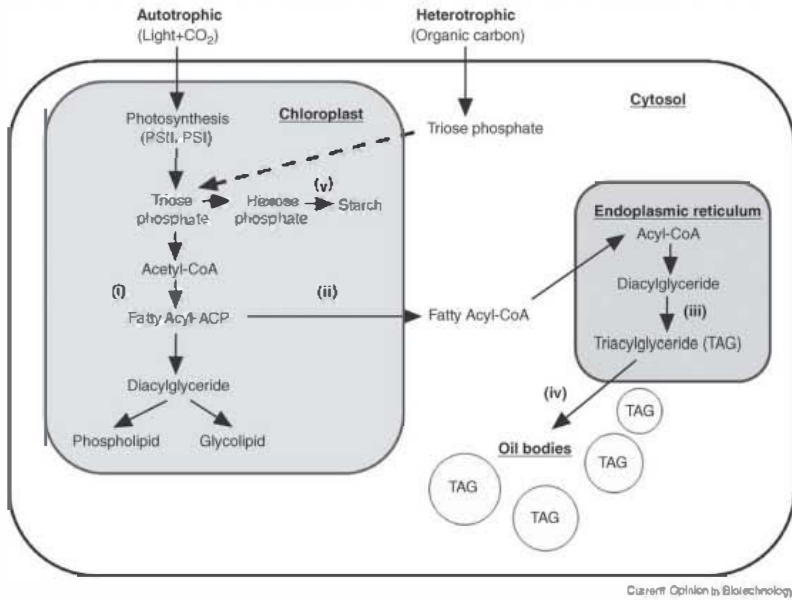 Autotrophic
(Light+CO2)
Heterotrophic
(Organic carbon)
Photosynthesis
(PSII, PSI)
Chloroplast
Cytosol
Triose phosphate
(v)
Triose
phosphate
Hexose
phosphate
Starch
Endoplasmic reticulum
Acyl-CoA
Acetyl-CoA
(i)
(ii)
Diacylglyceride
(iii)
Fatty Acyl-ACP
Fatty Acyl-CoA
Triacylglyceride (TAG)
Diacylglyceride
(iv)
Phospholipid
Glycolipid
TAG
Oil bodies
TAG
TAG
TAG
Current Opinion in Biotechnology